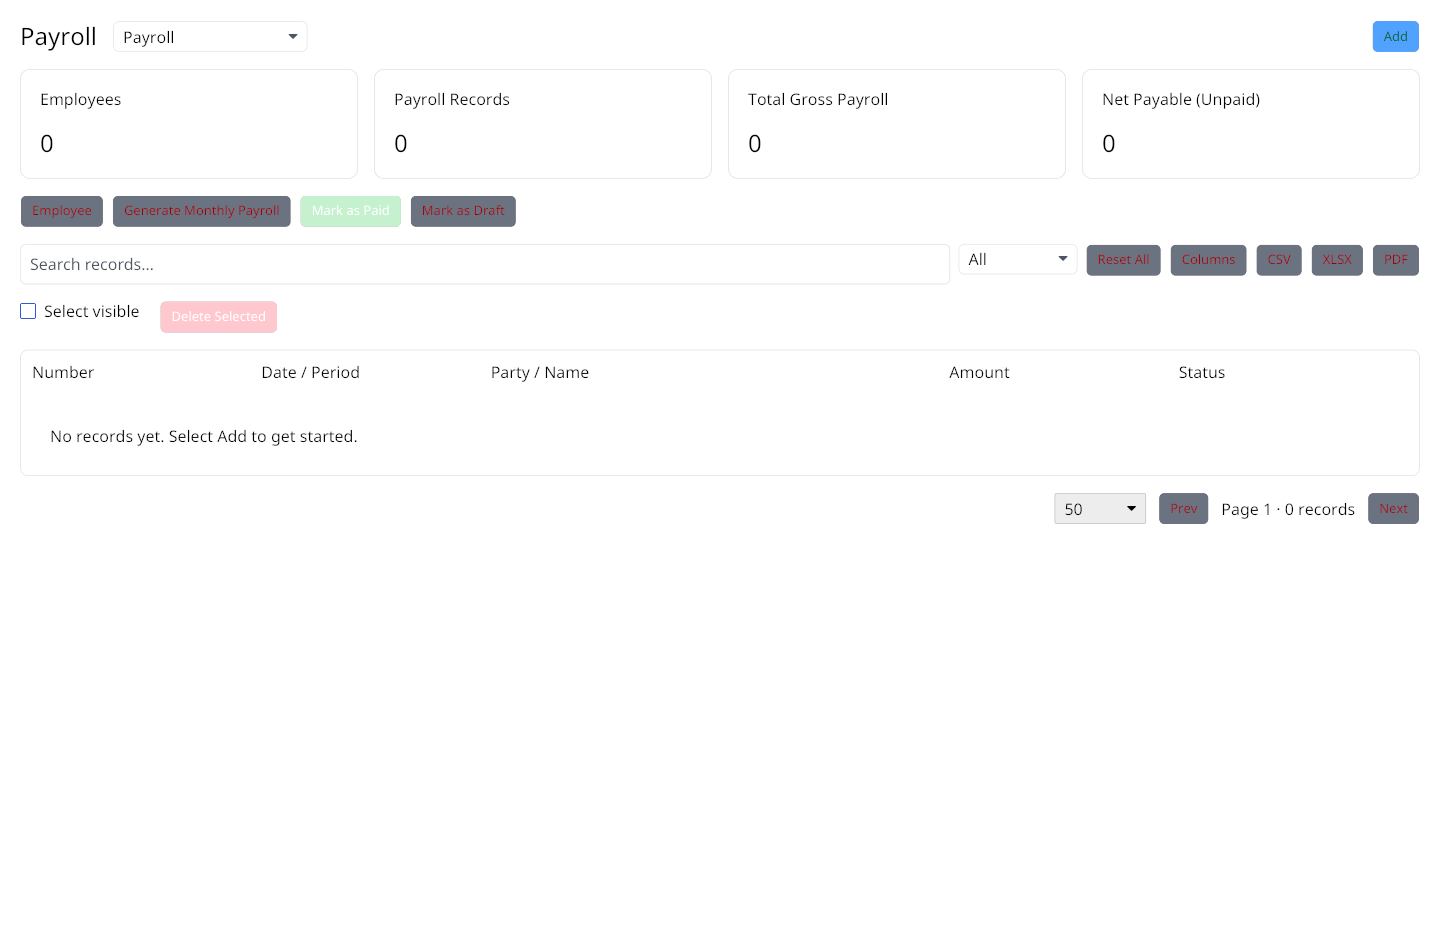 Payroll Payroll Add
Employees Payroll Records Total Gross Payroll Net Payable (Unpaid)
0 0 0 0
Employee Generate Monthly Payroll Mark as Paid Mark as Draft
Search records... All Reset All Columns CSV XLSX PDF
Select visible Delete Selected
Number Date / Period Party / Name Amount Status
No records yet. Select Add to get started.
50 Prev Page 1 · 0 records Next